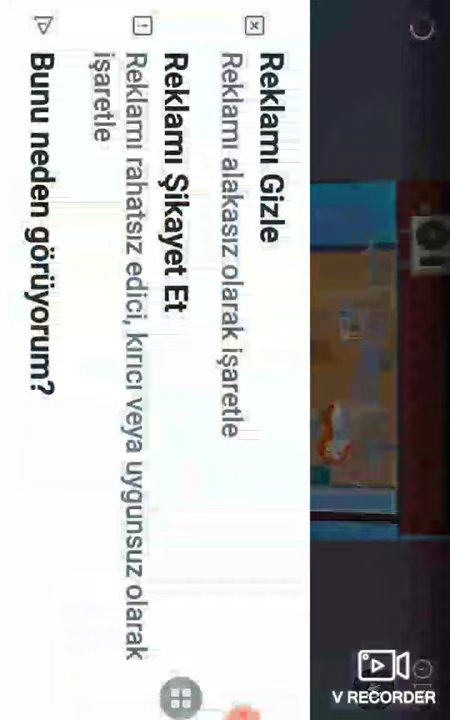 Reklamı Gizle
Reklamı alakasız olarak işaretle
Reklamı Şikayet Et
Reklamı rahatsız edici, kırıcı veya uygunsuz olarak
işaretle
Bunu neden görüyorum?
V RECORDER